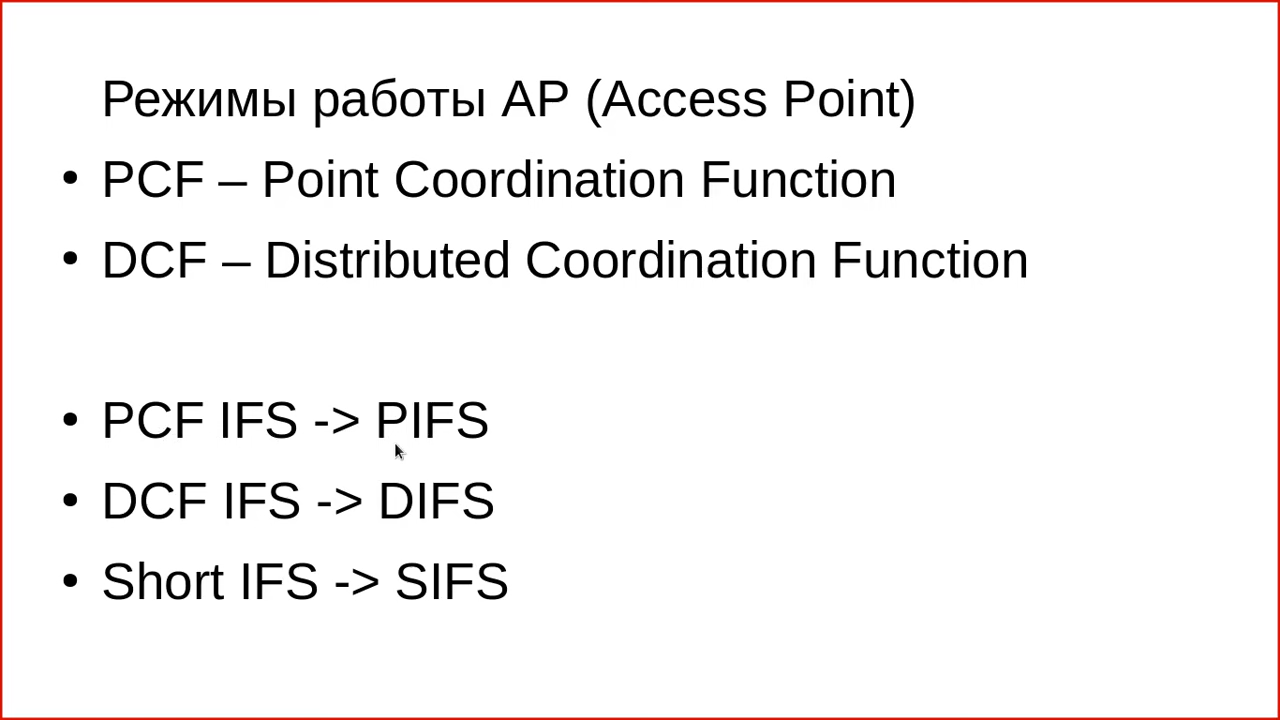 Режимы работы AP (Access Point)
• PCF – Point Coordination Function
• DCF – Distributed Coordination Function
• PCF IFS -> PIFS
• DCF IFS -> DIFS
• Short IFS -> SIFS